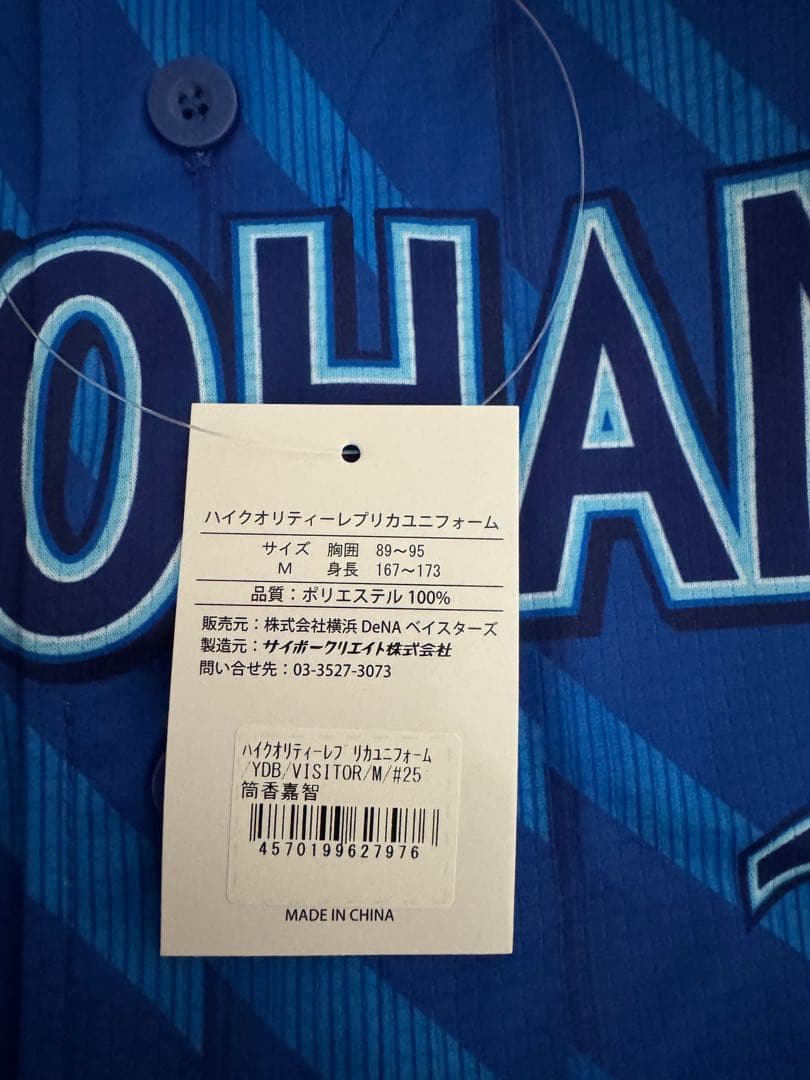 OHA
ハイクオリティーレプリカユニフォーム
サイズ 胸囲 89～95
M 身長 167～173
品質：ポリエステル 100%
販売元：株式会社横浜 DeNA ベイスターズ
製造元：サイボークリエイト株式会社
問い合せ先：03-3527-3073
ﾊｲｸｵﾘﾃｨｰﾚﾌﾟﾘｶﾕﾆﾌｫｰﾑ
/YDB/VISITOR/M/#25
筒香嘉智
4570199627976
MADE IN CHINA